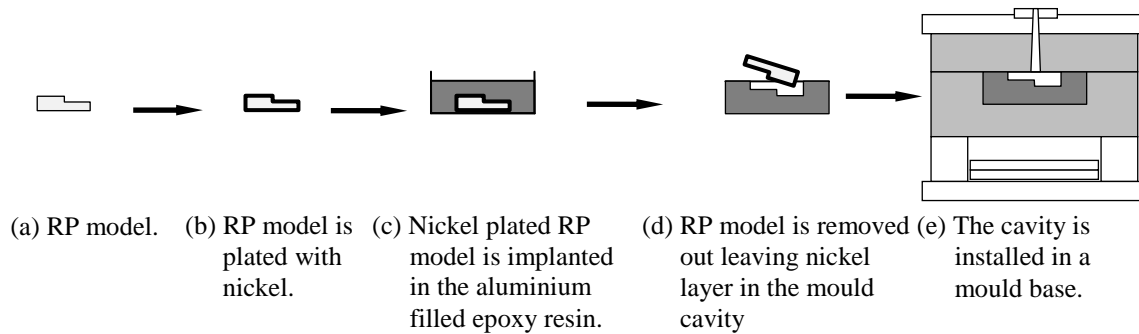 (a) RP model.
(b) RP model is
plated with
nickel.
(c) Nickel plated RP
model is implanted
in the aluminium
filled epoxy resin.
(d) RP model is removed
out leaving nickel
layer in the mould
cavity
(e) The cavity is
installed in a
mould base.